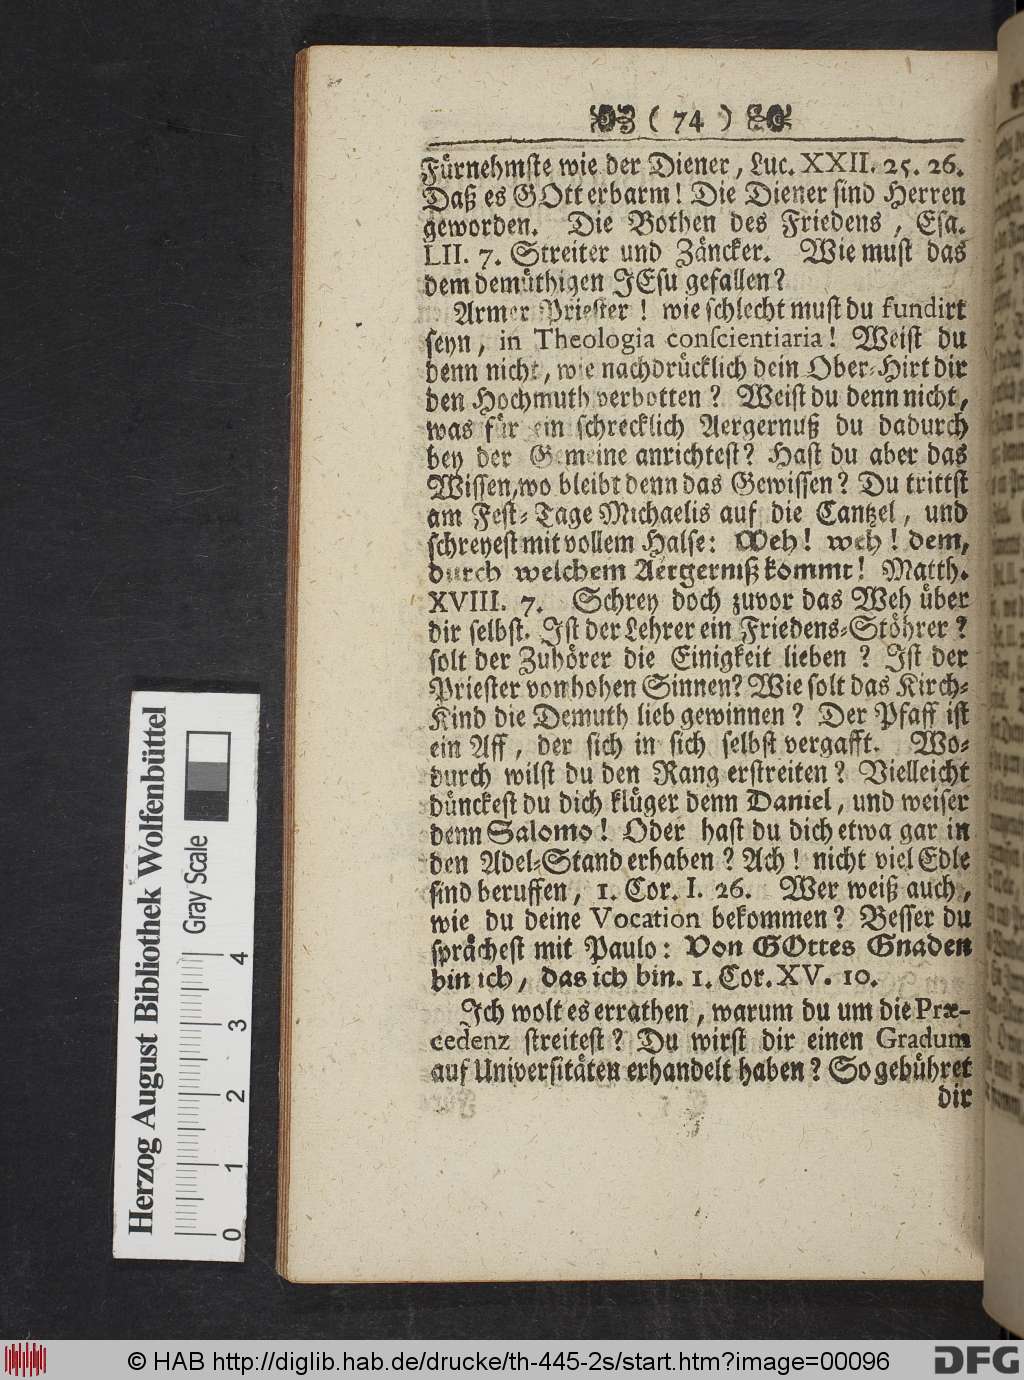 ( 74 )
Fürnehmste wie der Diener, Luc. XXII. 25. 26.
Daß es GOtt erbarm! Die Diener sind Herren
geworden. Die Bothen des Friedens, Esa.
LII. 7. Streiter und Zäncker. Wie must das
dem demüthigen JEsu gefallen?
Armer Priester! wie schlecht must du fundirt
seyn, in Theologia conscientiaria! Weist du
denn nicht, wie nachdrücklich dein Ober-Hirt dir
den Hochmuth verbotten? Weist du denn nicht,
was für ein schrecklich Aergernuß du dadurch
bey der Gemeine anrichtest? Hast du aber das
Wissen, wo bleibt denn das Gewissen? Du trittst
am Fest-Tage Michaelis auf die Cantzel, und
schreyest mit vollem Halse: Weh! weh! dem,
durch welchem Aergerniß kommt! Matth.
XVIII. 7. Schrey doch zuvor das Weh über
dir selbst. Ist der Lehrer ein Friedens-Stöhrer?
solt der Zuhörer die Einigkeit lieben? Ist der
Priester von hohen Sinnen? Wie solt das Kirch-
Kind die Demuth lieb gewinnen? Der Pfaff ist
ein Aff, der sich in sich selbst vergafft. Wo-
durch wilst du den Rang erstreiten? Vielleicht
dünckest du dich klüger denn Daniel, und weiser
denn Salomo! Oder hast du dich etwa gar in
den Adel-Stand erhaben? Ach! nicht viel Edle
sind beruffen, 1. Cor. I. 26. Wer weiß auch,
wie du deine Vocation bekommen? Besser du
sprächest mit Paulo: Von GOttes Gnaden
bin ich, das ich bin. 1. Cor. XV. 10.
Ich wolt es errathen, warum du um die Præ-
cedenz streitest? Du wirst dir einen Gradum
auf Universitäten erhandelt haben? So gebühret
dir
Herzog August Bibliothek Wolfenbüttel
Gray Scale
0 1 2 3 4
© HAB http://diglib.hab.de/drucke/th-445-2s/start.htm?image=00096
DFG